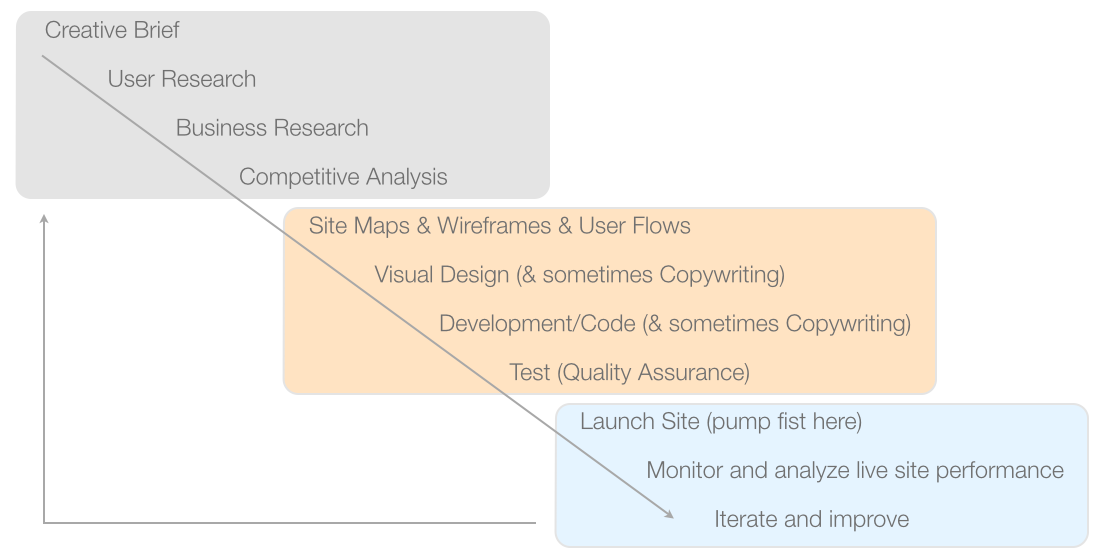 Creative Brief
User Research
Business Research
Competitive Analysis
Site Maps & Wireframes & User Flows
Visual Design (& sometimes Copywriting)
Development/Code (& sometimes Copywriting)
Test (Quality Assurance)
Launch Site (pump fist here)
Monitor and analyze live site performance
Iterate and improve